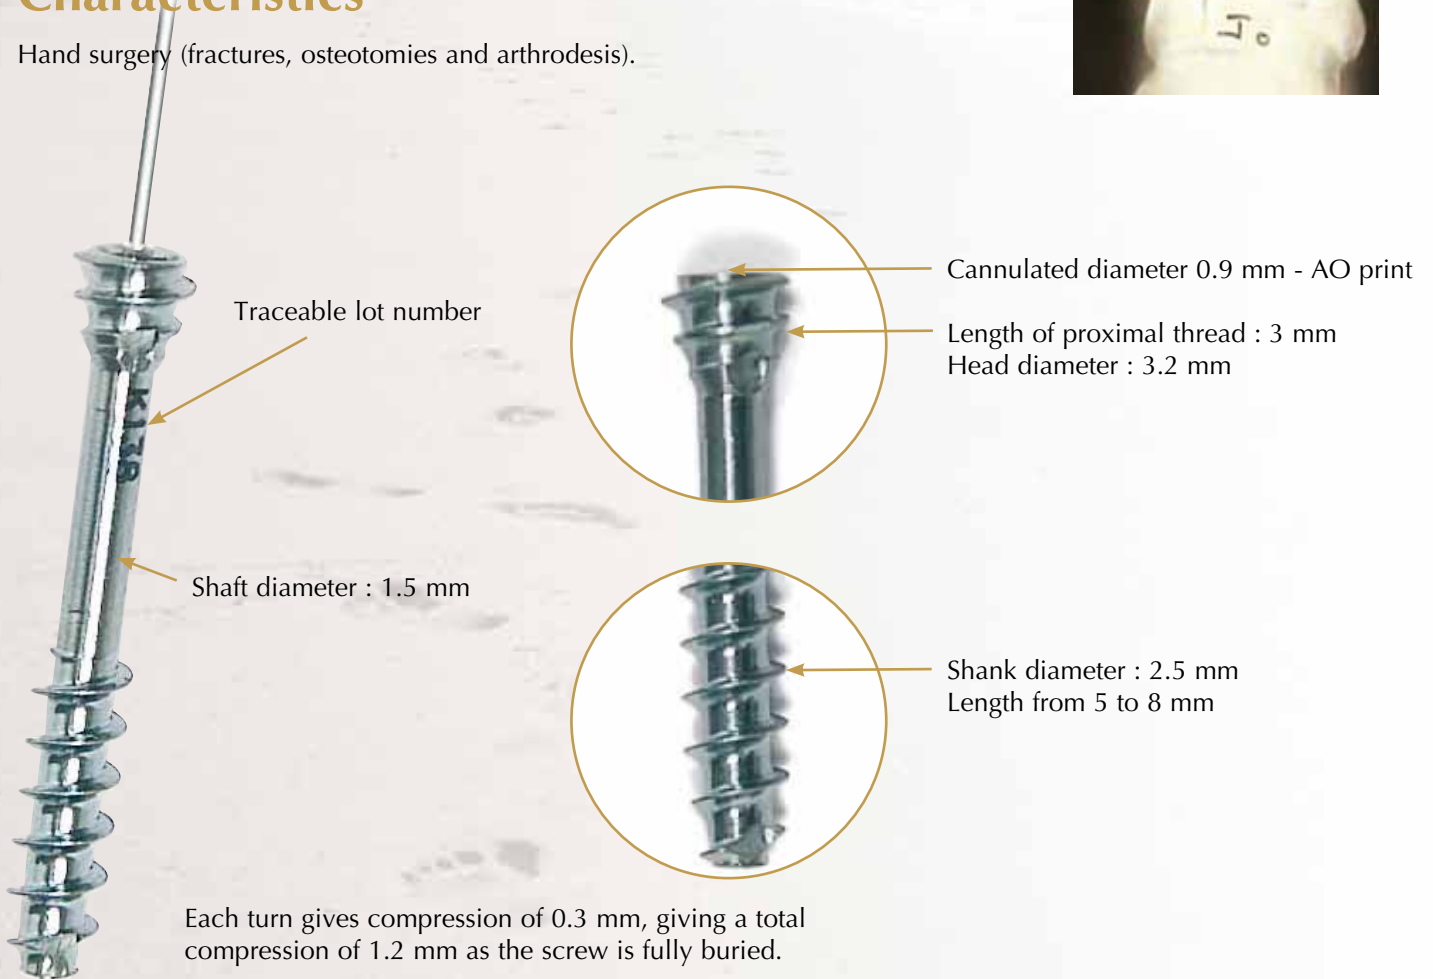 Characteristics
Hand surgery (fractures, osteotomies and arthrodesis).
Traceable lot number
Cannulated diameter 0.9 mm - AO print
Length of proximal thread : 3 mm
Head diameter : 3.2 mm
Shaft diameter : 1.5 mm
Shank diameter : 2.5 mm
Length from 5 to 8 mm
Each turn gives compression of 0.3 mm, giving a total
compression of 1.2 mm as the screw is fully buried.